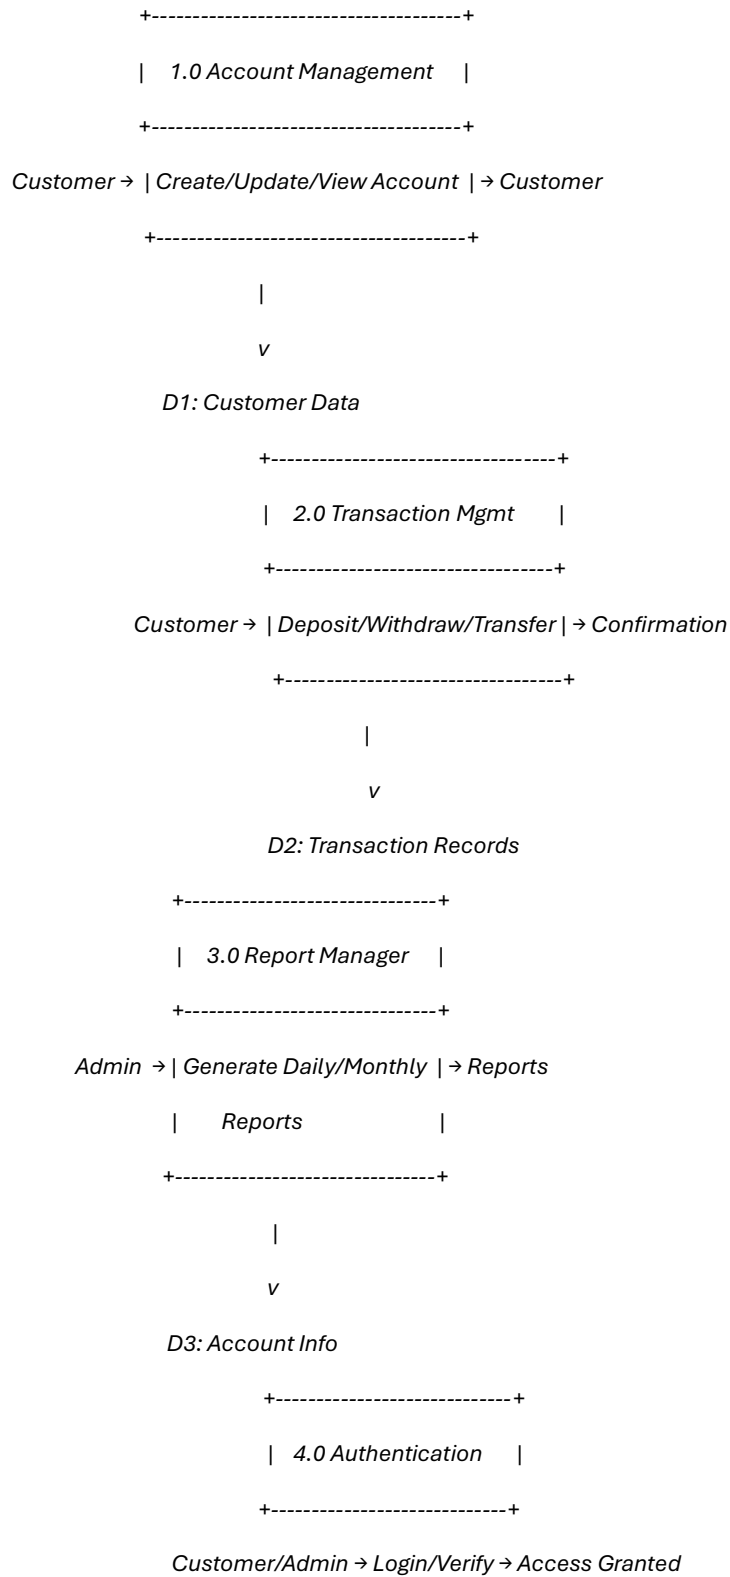 +--------------------------------------+
| 1.0 Account Management |
+--------------------------------------+
Customer → | Create/Update/View Account | → Customer
+--------------------------------------+
|
v
D1: Customer Data
+----------------------------------+
| 2.0 Transaction Mgmt |
+----------------------------------+
Customer → | Deposit/Withdraw/Transfer | → Confirmation
+----------------------------------+
|
v
D2: Transaction Records
+-------------------------------+
| 3.0 Report Manager |
+-------------------------------+
Admin → | Generate Daily/Monthly | → Reports
| Reports |
+--------------------------------+
|
v
D3: Account Info
+-----------------------------+
| 4.0 Authentication |
+-----------------------------+
Customer/Admin → Login/Verify → Access Granted